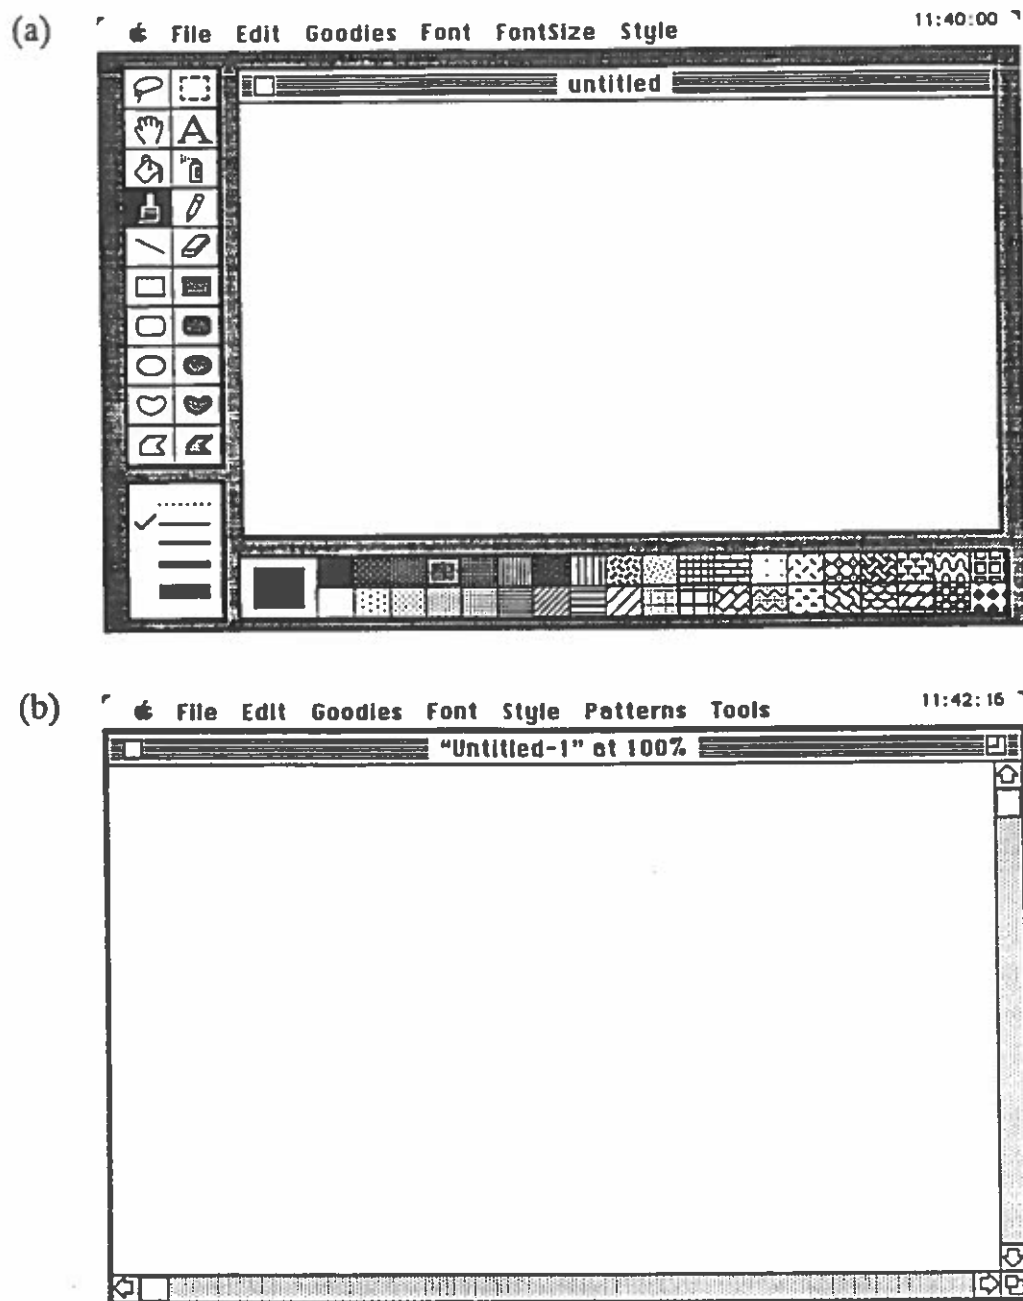 (a)
File Edit Goodies Font FontSize Style 11:40:00
untitled
A
(b)
File Edit Goodies Font Style Patterns Tools 11:42:16
"Untitled-1" at 100%